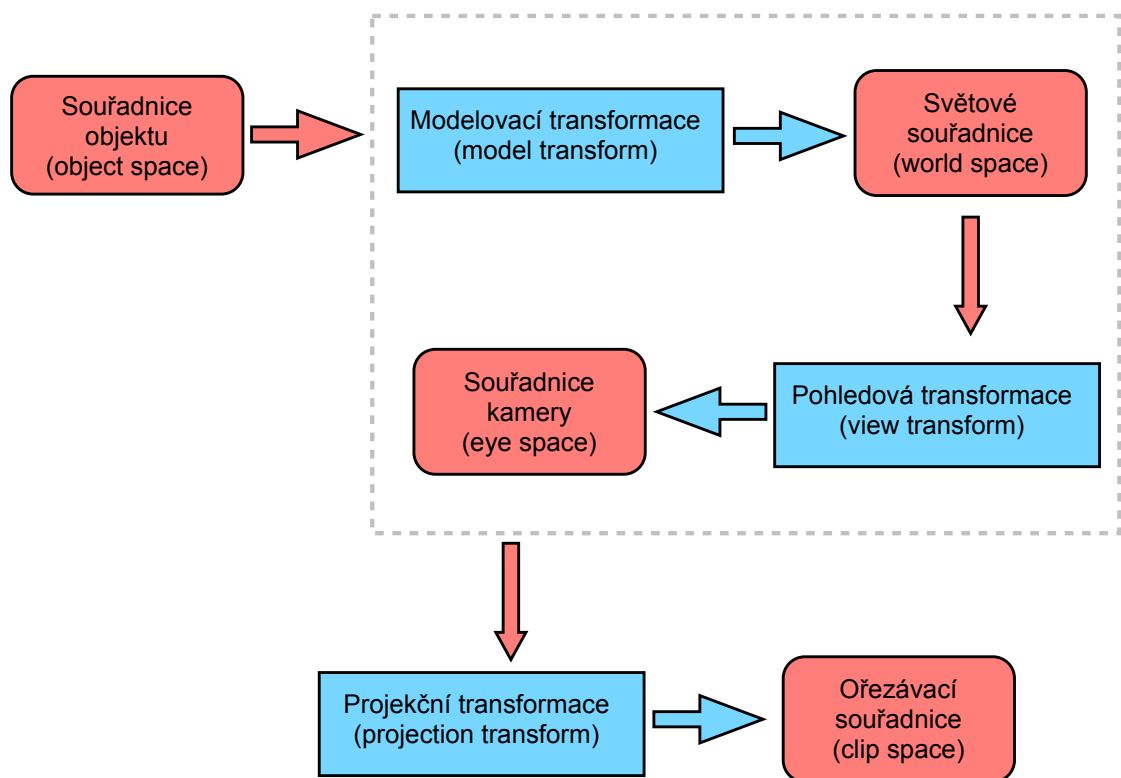 Souřadnice
objektu
(object space)
Modelovací transformace
(model transform)
Světové
souřadnice
(world space)
Pohledová transformace
(view transform)
Souřadnice
kamery
(eye space)
Projekční transformace
(projection transform)
Ořezávací
souřadnice
(clip space)